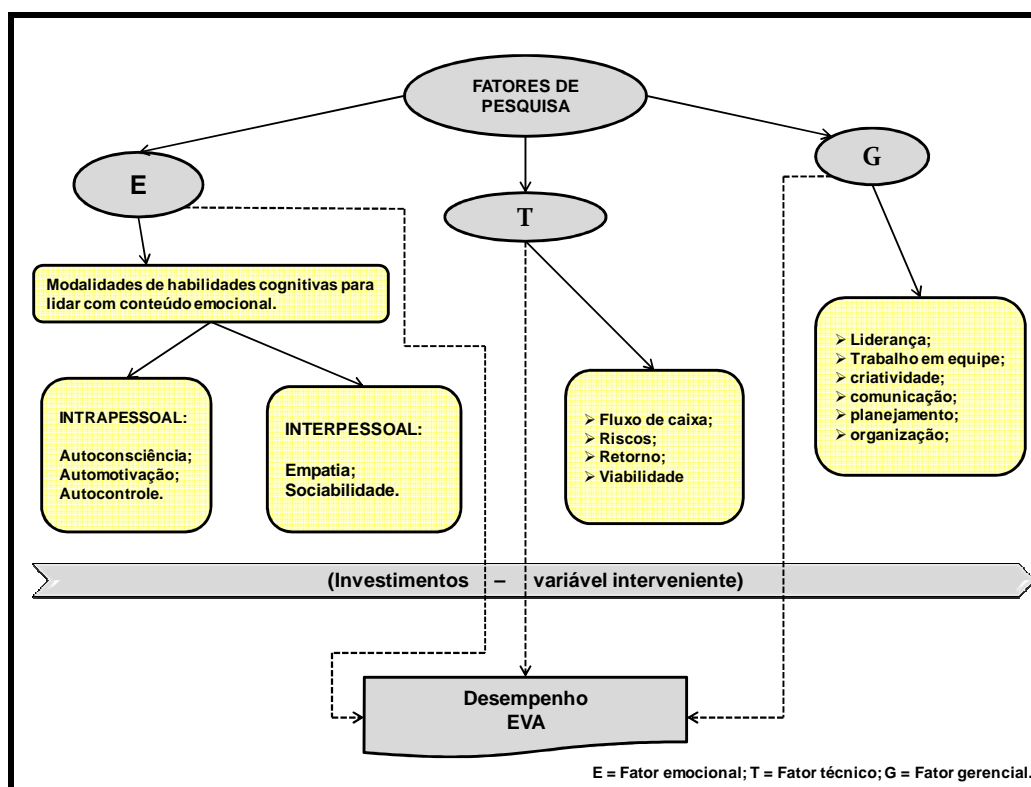 FATORES DE
PESQUISA
E
T
G
Modalidades de habilidades cognitivas para
lidar com conteúdo emocional.
INTRAPESSOAL:
Autoconsciência;
Automotivação;
Autocontrole.
INTERPESSOAL:
Empatia;
Sociabilidade.
➢ Fluxo de caixa;
➢ Riscos;
➢ Retorno;
➢ Viabilidade
➢ Liderança;
➢ Trabalho em equipe;
➢ criatividade;
➢ comunicação;
➢ planejamento;
➢ organização;
(Investimentos – variável interveniente)
Desempenho
EVA
E = Fator emocional; T = Fator técnico; G = Fator gerencial.